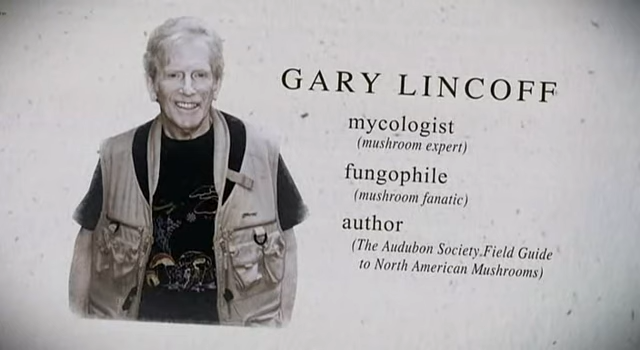 GARY LINCOFF
mycologist
(mushroom expert)
fungophile
(mushroom fanatic)
author
(The Audubon Society Field Guide
to North American Mushrooms)